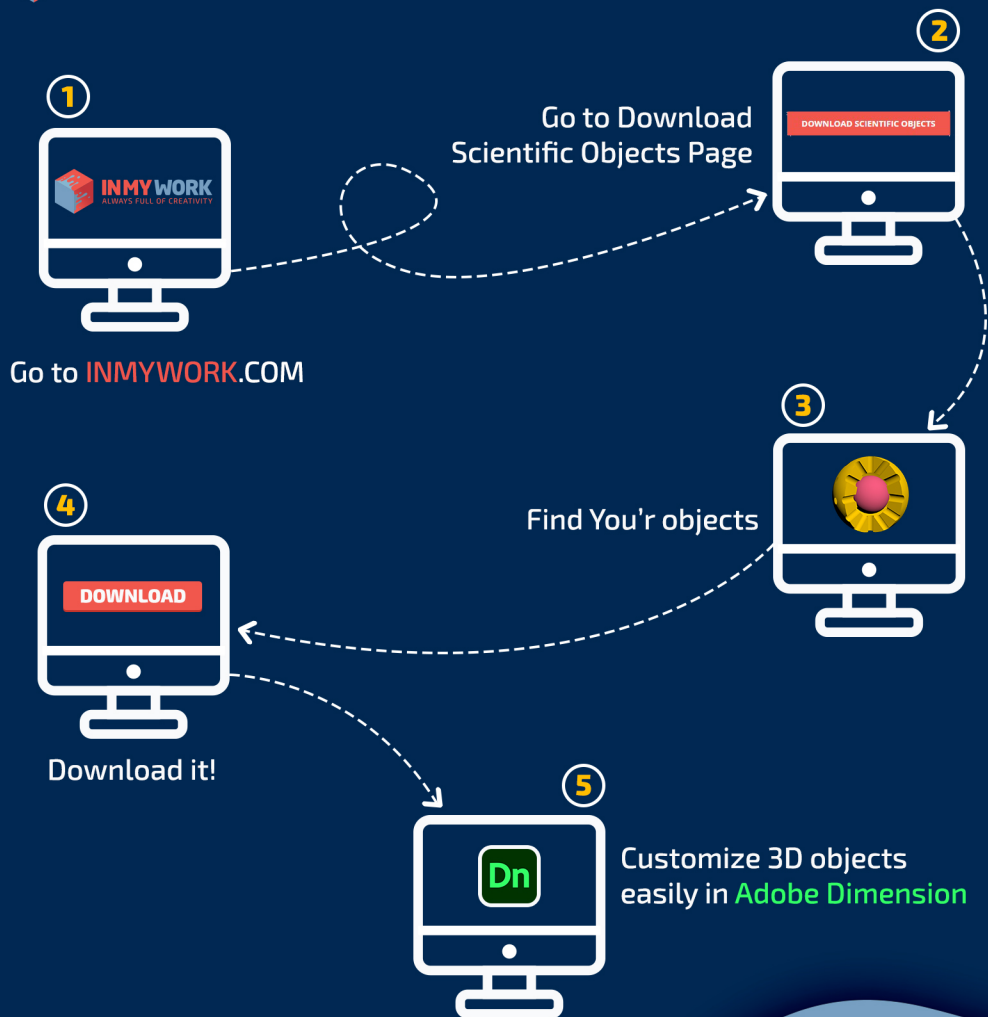 1
INMYWORK
ALWAYS FULL OF CREATIVITY
Go to INMYWORK.COM
2
Go to Download
Scientific Objects Page
DOWNLOAD SCIENTIFIC OBJECTS
3
Find You'r objects
4
DOWNLOAD
Download it!
5
Dn
Customize 3D objects
easily in Adobe Dimension